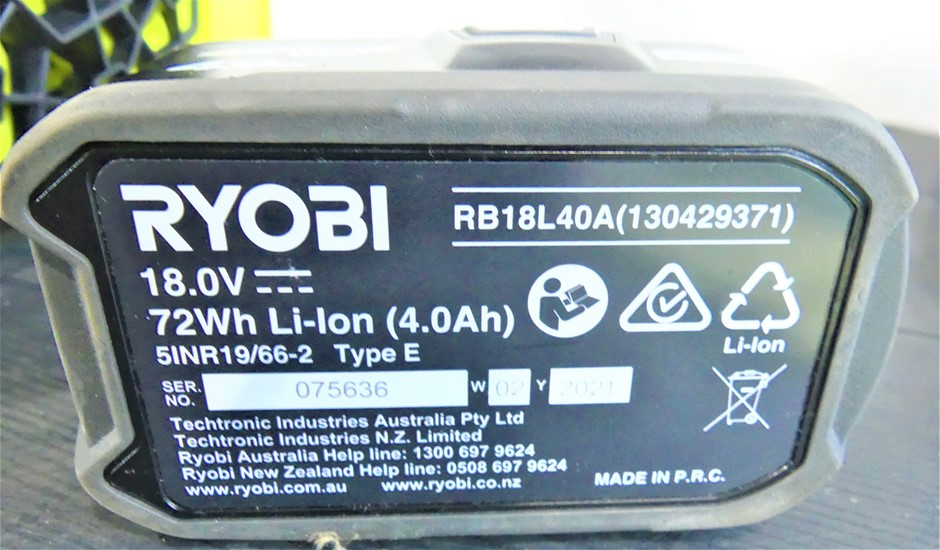 RYOBI
RB18L40A(130429371)
18.0V
72Wh Li-Ion (4.0Ah)
5INR19/66-2 Type E
Li-Ion
SER. NO. 075636 W 02 Y 2021
Techtronic Industries Australia Pty Ltd
Techtronic Industries N.Z. Limited
Ryobi Australia Help line: 1300 697 9624
Ryobi New Zealand Help line: 0508 697 9624
www.ryobi.com.au www.ryobi.co.nz
MADE IN P.R.C.